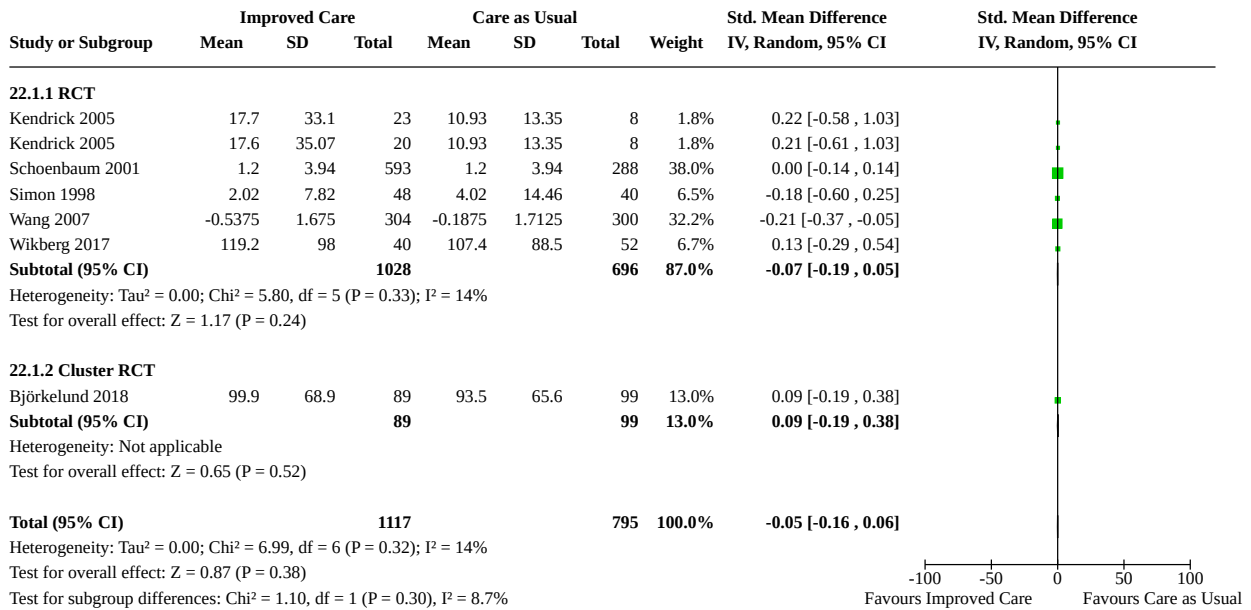 Improved Care Care as Usual Std. Mean Difference Std. Mean Difference
Study or Subgroup Mean SD Total Mean SD Total Weight IV, Random, 95% CI IV, Random, 95% CI
22.1.1 RCT
Kendrick 2005 17.7 33.1 23 10.93 13.35 8 1.8% 0.22 [-0.58 , 1.03]
Kendrick 2005 17.6 35.07 20 10.93 13.35 8 1.8% 0.21 [-0.61 , 1.03]
Schoenbaum 2001 1.2 3.94 593 1.2 3.94 288 38.0% 0.00 [-0.14 , 0.14]
Simon 1998 2.02 7.82 48 4.02 14.46 40 6.5% -0.18 [-0.60 , 0.25]
Wang 2007 -0.5375 1.675 304 -0.1875 1.7125 300 32.2% -0.21 [-0.37 , -0.05]
Wikberg 2017 119.2 98 40 107.4 88.5 52 6.7% 0.13 [-0.29 , 0.54]
Subtotal (95% CI) 1028 696 87.0% -0.07 [-0.19 , 0.05]
Heterogeneity: Tau² = 0.00; Chi² = 5.80, df = 5 (P = 0.33); I² = 14%
Test for overall effect: Z = 1.17 (P = 0.24)
22.1.2 Cluster RCT
Björkelund 2018 99.9 68.9 89 93.5 65.6 99 13.0% 0.09 [-0.19 , 0.38]
Subtotal (95% CI) 89 99 13.0% 0.09 [-0.19 , 0.38]
Heterogeneity: Not applicable
Test for overall effect: Z = 0.65 (P = 0.52)
Total (95% CI) 1117 795 100.0% -0.05 [-0.16 , 0.06]
Heterogeneity: Tau² = 0.00; Chi² = 6.99, df = 6 (P = 0.32); I² = 14%
Test for overall effect: Z = 0.87 (P = 0.38)
-100 -50 0 50 100
Test for subgroup differences: Chi² = 1.10, df = 1 (P = 0.30), I² = 8.7%
Favours Improved Care Favours Care as Usual